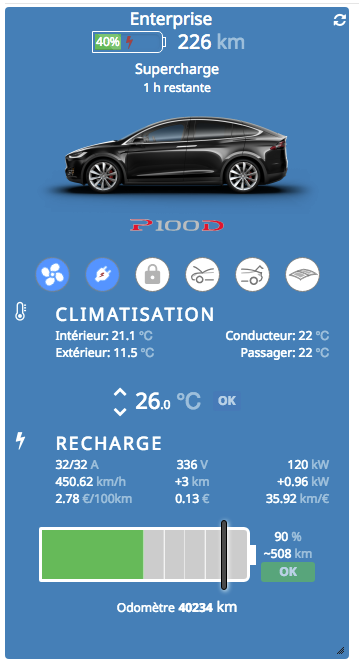 Enterprise
40% 226 km
Supercharge
1 h restante
P100D
CLIMATISATION
Intérieur: 21.1 °C Conducteur: 22 °C
Extérieur: 11.5 °C Passager: 22 °C
26.0 °C OK
RECHARGE
32/32 A 336 V 120 kW
450.62 km/h +3 km +0.96 kW
2.78 €/100km 0.13 € 35.92 km/€
90 %
~508 km
OK
Odomètre 40234 km